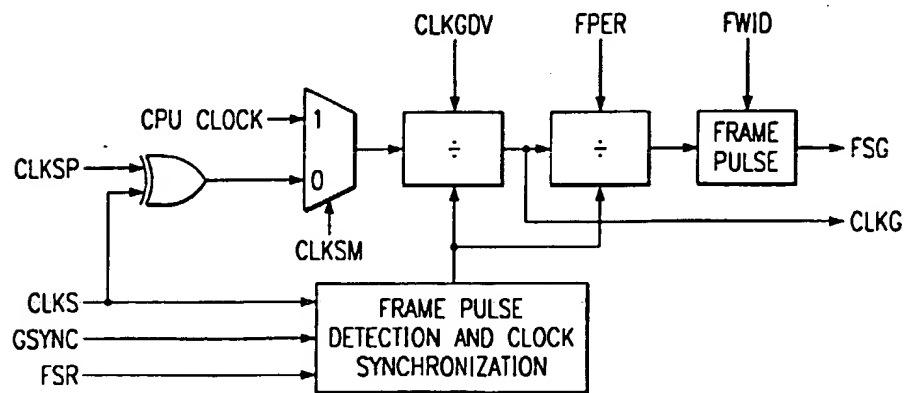 CLKGDV
FPER
FWID
CPU CLOCK
1
0
÷
÷
FRAME
PULSE
FSG
CLKSP
CLKG
CLKSM
CLKS
GSYNC
FSR
FRAME PULSE
DETECTION AND CLOCK
SYNCHRONIZATION